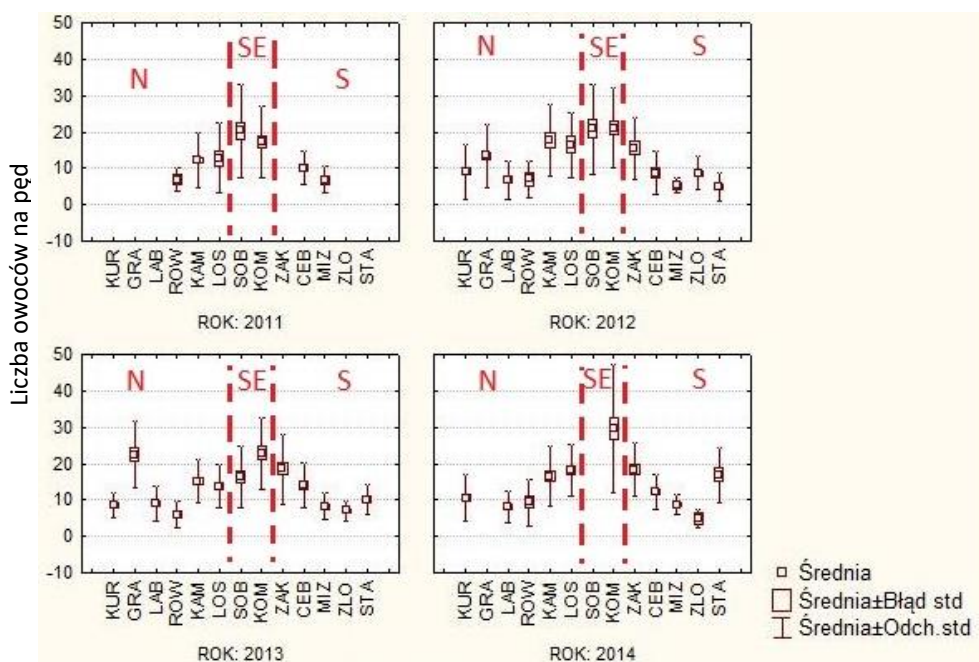 Liczba owoców na pęd
50
40
30
20
10
0
-10
N SE S
KUR GRA LAB ROW KAM LOS SOB KOM ZAK CEB MIZ ZLO STA
ROK: 2011
N SE S
KUR GRA LAB ROW KAM LOS SOB KOM ZAK CEB MIZ ZLO STA
ROK: 2012
50
40
30
20
10
0
-10
N SE S
KUR GRA LAB ROW KAM LOS SOB KOM ZAK CEB MIZ ZLO STA
ROK: 2013
N SE S
KUR GRA LAB ROW KAM LOS SOB KOM ZAK CEB MIZ ZLO STA
ROK: 2014
Średnia
Średnia±Błąd std
Średnia±Odch.std